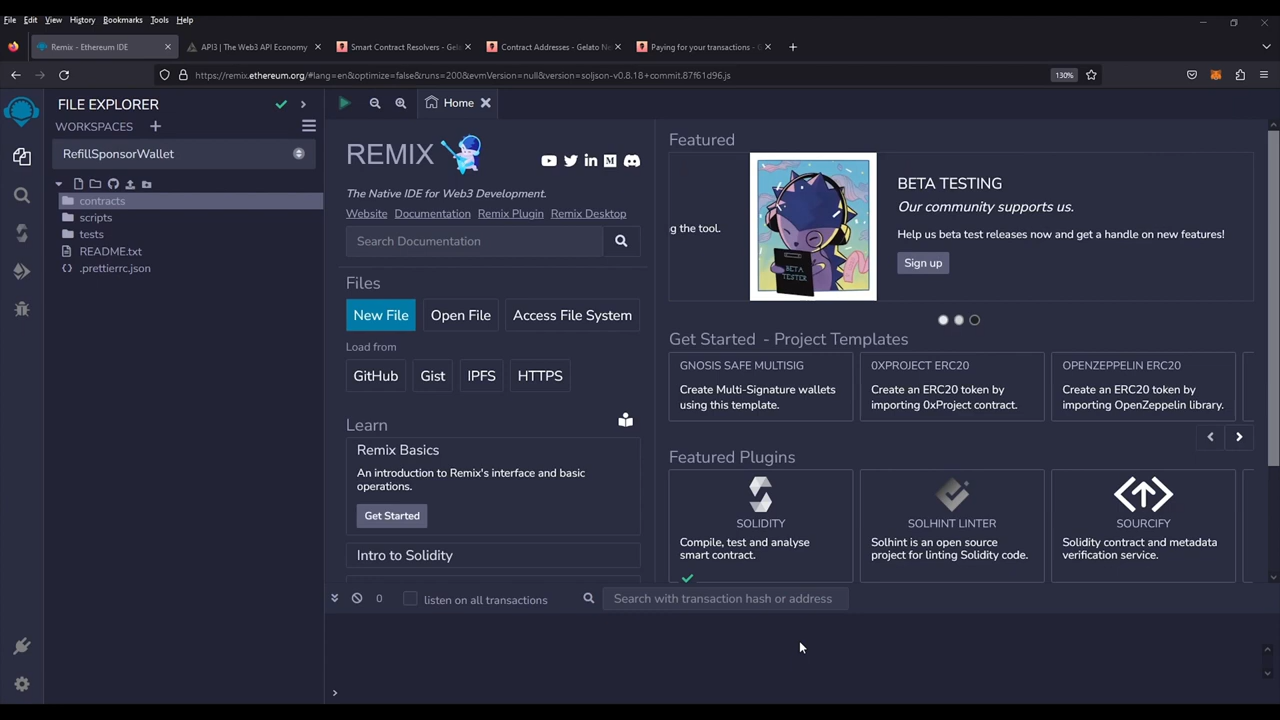 File Edit View History Bookmarks Tools Help
Remix - Ethereum IDE
API3 | The Web3 API Economy
Smart Contract Resolvers - Gela
Contract Addresses - Gelato Ne
Paying for your transactions - G
https://remix.ethereum.org/#lang=en&optimize=false&runs=200&evmVersion=null&version=soljson-v0.8.18+commit.87f61d96.js
130%
FILE EXPLORER
WORKSPACES
RefillSponsorWallet
contracts
scripts
tests
README.txt
.prettierrc.json
Home
REMIX
The Native IDE for Web3 Development.
Website Documentation Remix Plugin Remix Desktop
Search Documentation
Files
New File Open File Access File System
Load from
GitHub Gist IPFS HTTPS
Learn
Remix Basics
An introduction to Remix's interface and basic
operations.
Get Started
Intro to Solidity
Featured
g the tool.
BETA TESTER
BETA TESTING
Our community supports us.
Help us beta test releases now and get a handle on new features!
Sign up
Get Started - Project Templates
GNOSIS SAFE MULTISIG
Create Multi-Signature wallets
using this template.
0XPROJECT ERC20
Create an ERC20 token by
importing 0xProject contract.
OPENZEPPELIN ERC20
Create an ERC20 token by
importing OpenZeppelin library.
Featured Plugins
SOLIDITY
Compile, test and analyse
smart contract.
SOLHINT LINTER
Solhint is an open source
project for linting Solidity code.
SOURCIFY
Solidity contract and metadata
verification service.
0
listen on all transactions
Search with transaction hash or address
>